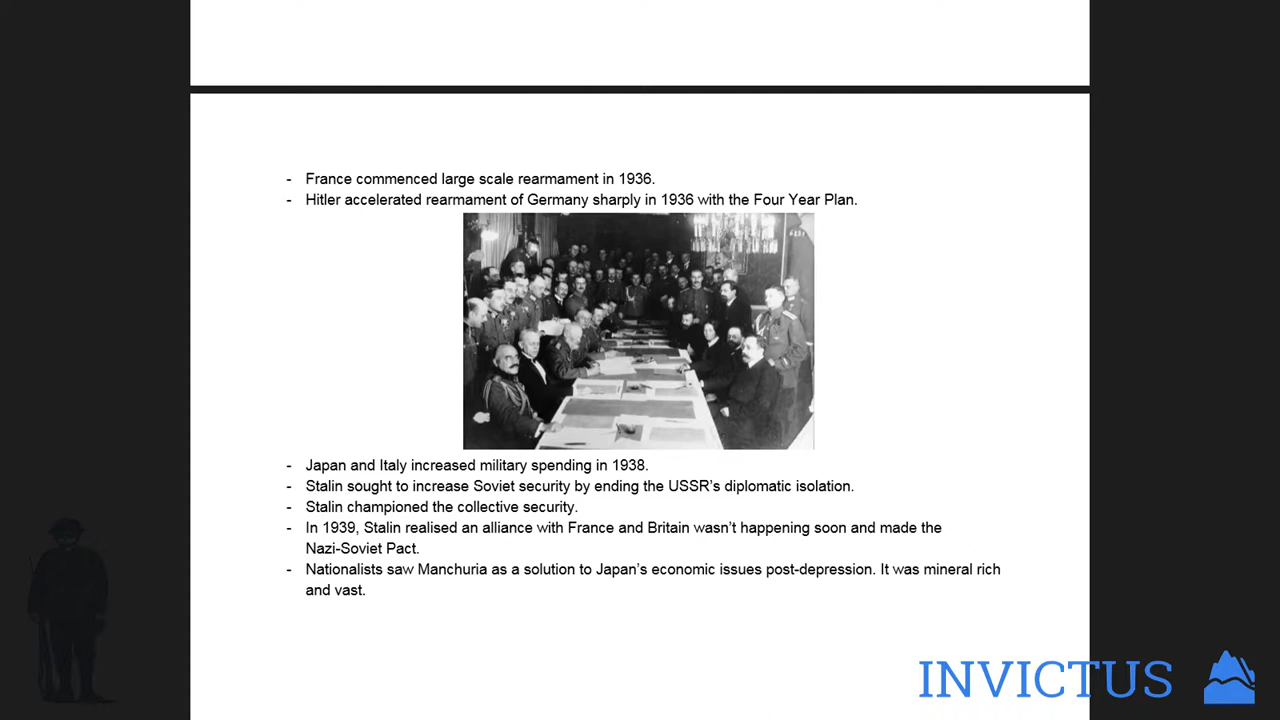 - France commenced large scale rearmament in 1936.
- Hitler accelerated rearmament of Germany sharply in 1936 with the Four Year Plan.
- Japan and Italy increased military spending in 1938.
- Stalin sought to increase Soviet security by ending the USSR's diplomatic isolation.
- Stalin championed the collective security.
- In 1939, Stalin realised an alliance with France and Britain wasn't happening soon and made the
Nazi-Soviet Pact.
- Nationalists saw Manchuria as a solution to Japan's economic issues post-depression. It was mineral rich
and vast.
INVICTUS